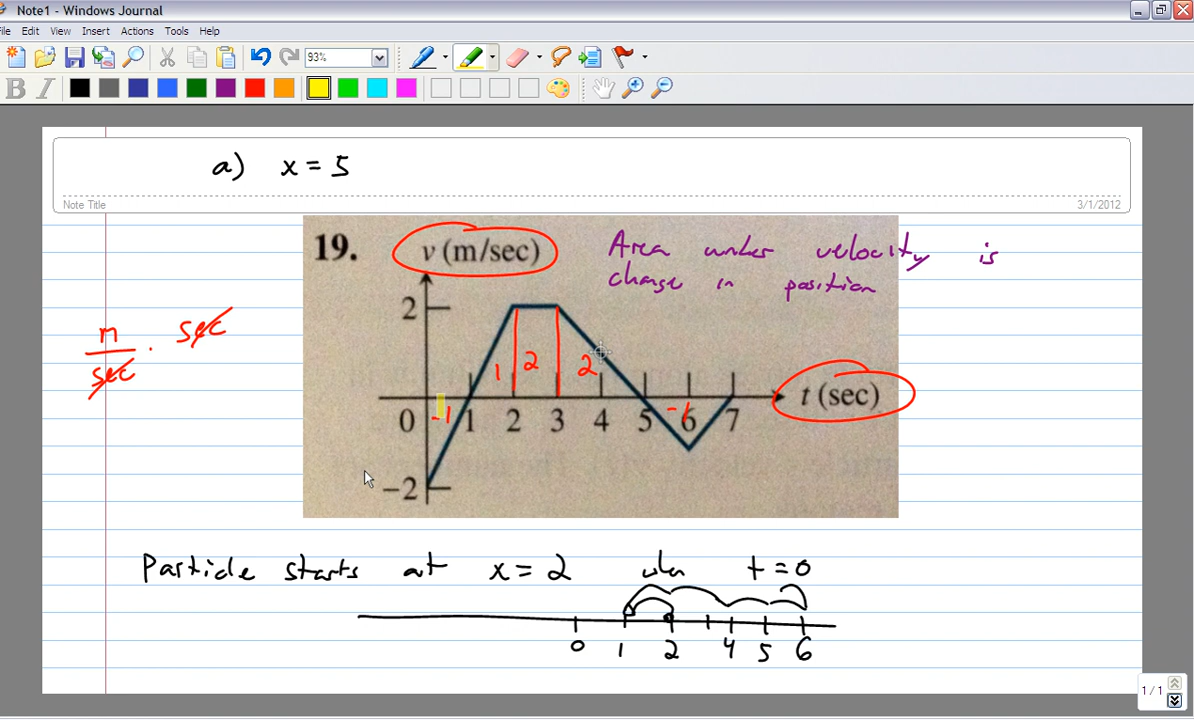 Note1 - Windows Journal
File Edit View Insert Actions Tools Help
93%
B I
a) x = 5
Note Title
3/1/2012
19.
v (m/sec)
Area under velocity is
change in position
2
m/sec · sec
1 2 2
t (sec)
-1 -1
0 1 2 3 4 5 6 7
−2
Particle starts at x = 2 when t = 0
0 1 2 4 5 6
1 / 1